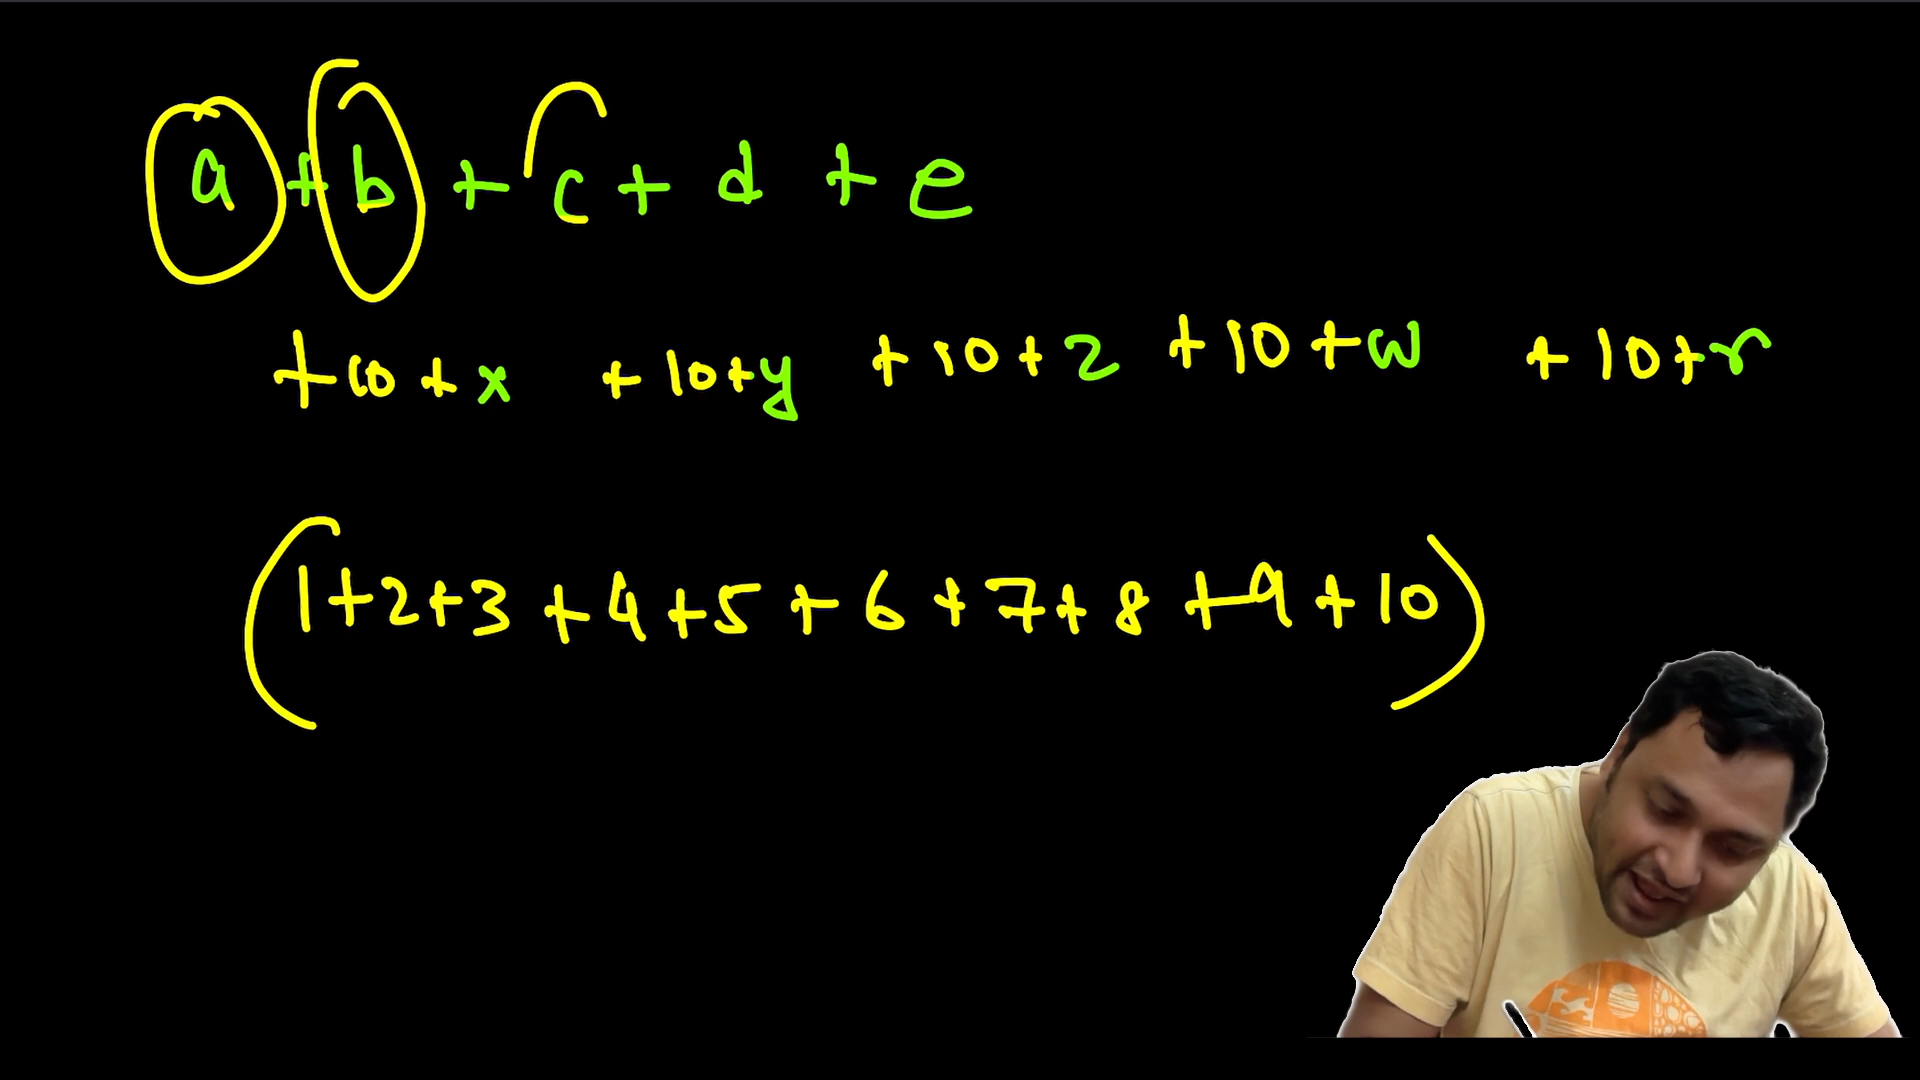 a + b + c + d + e
+ 10 + x + 10 + y + 10 + z + 10 + w + 10 + r
(1+2+3+4+5+6+7+8+9+10)